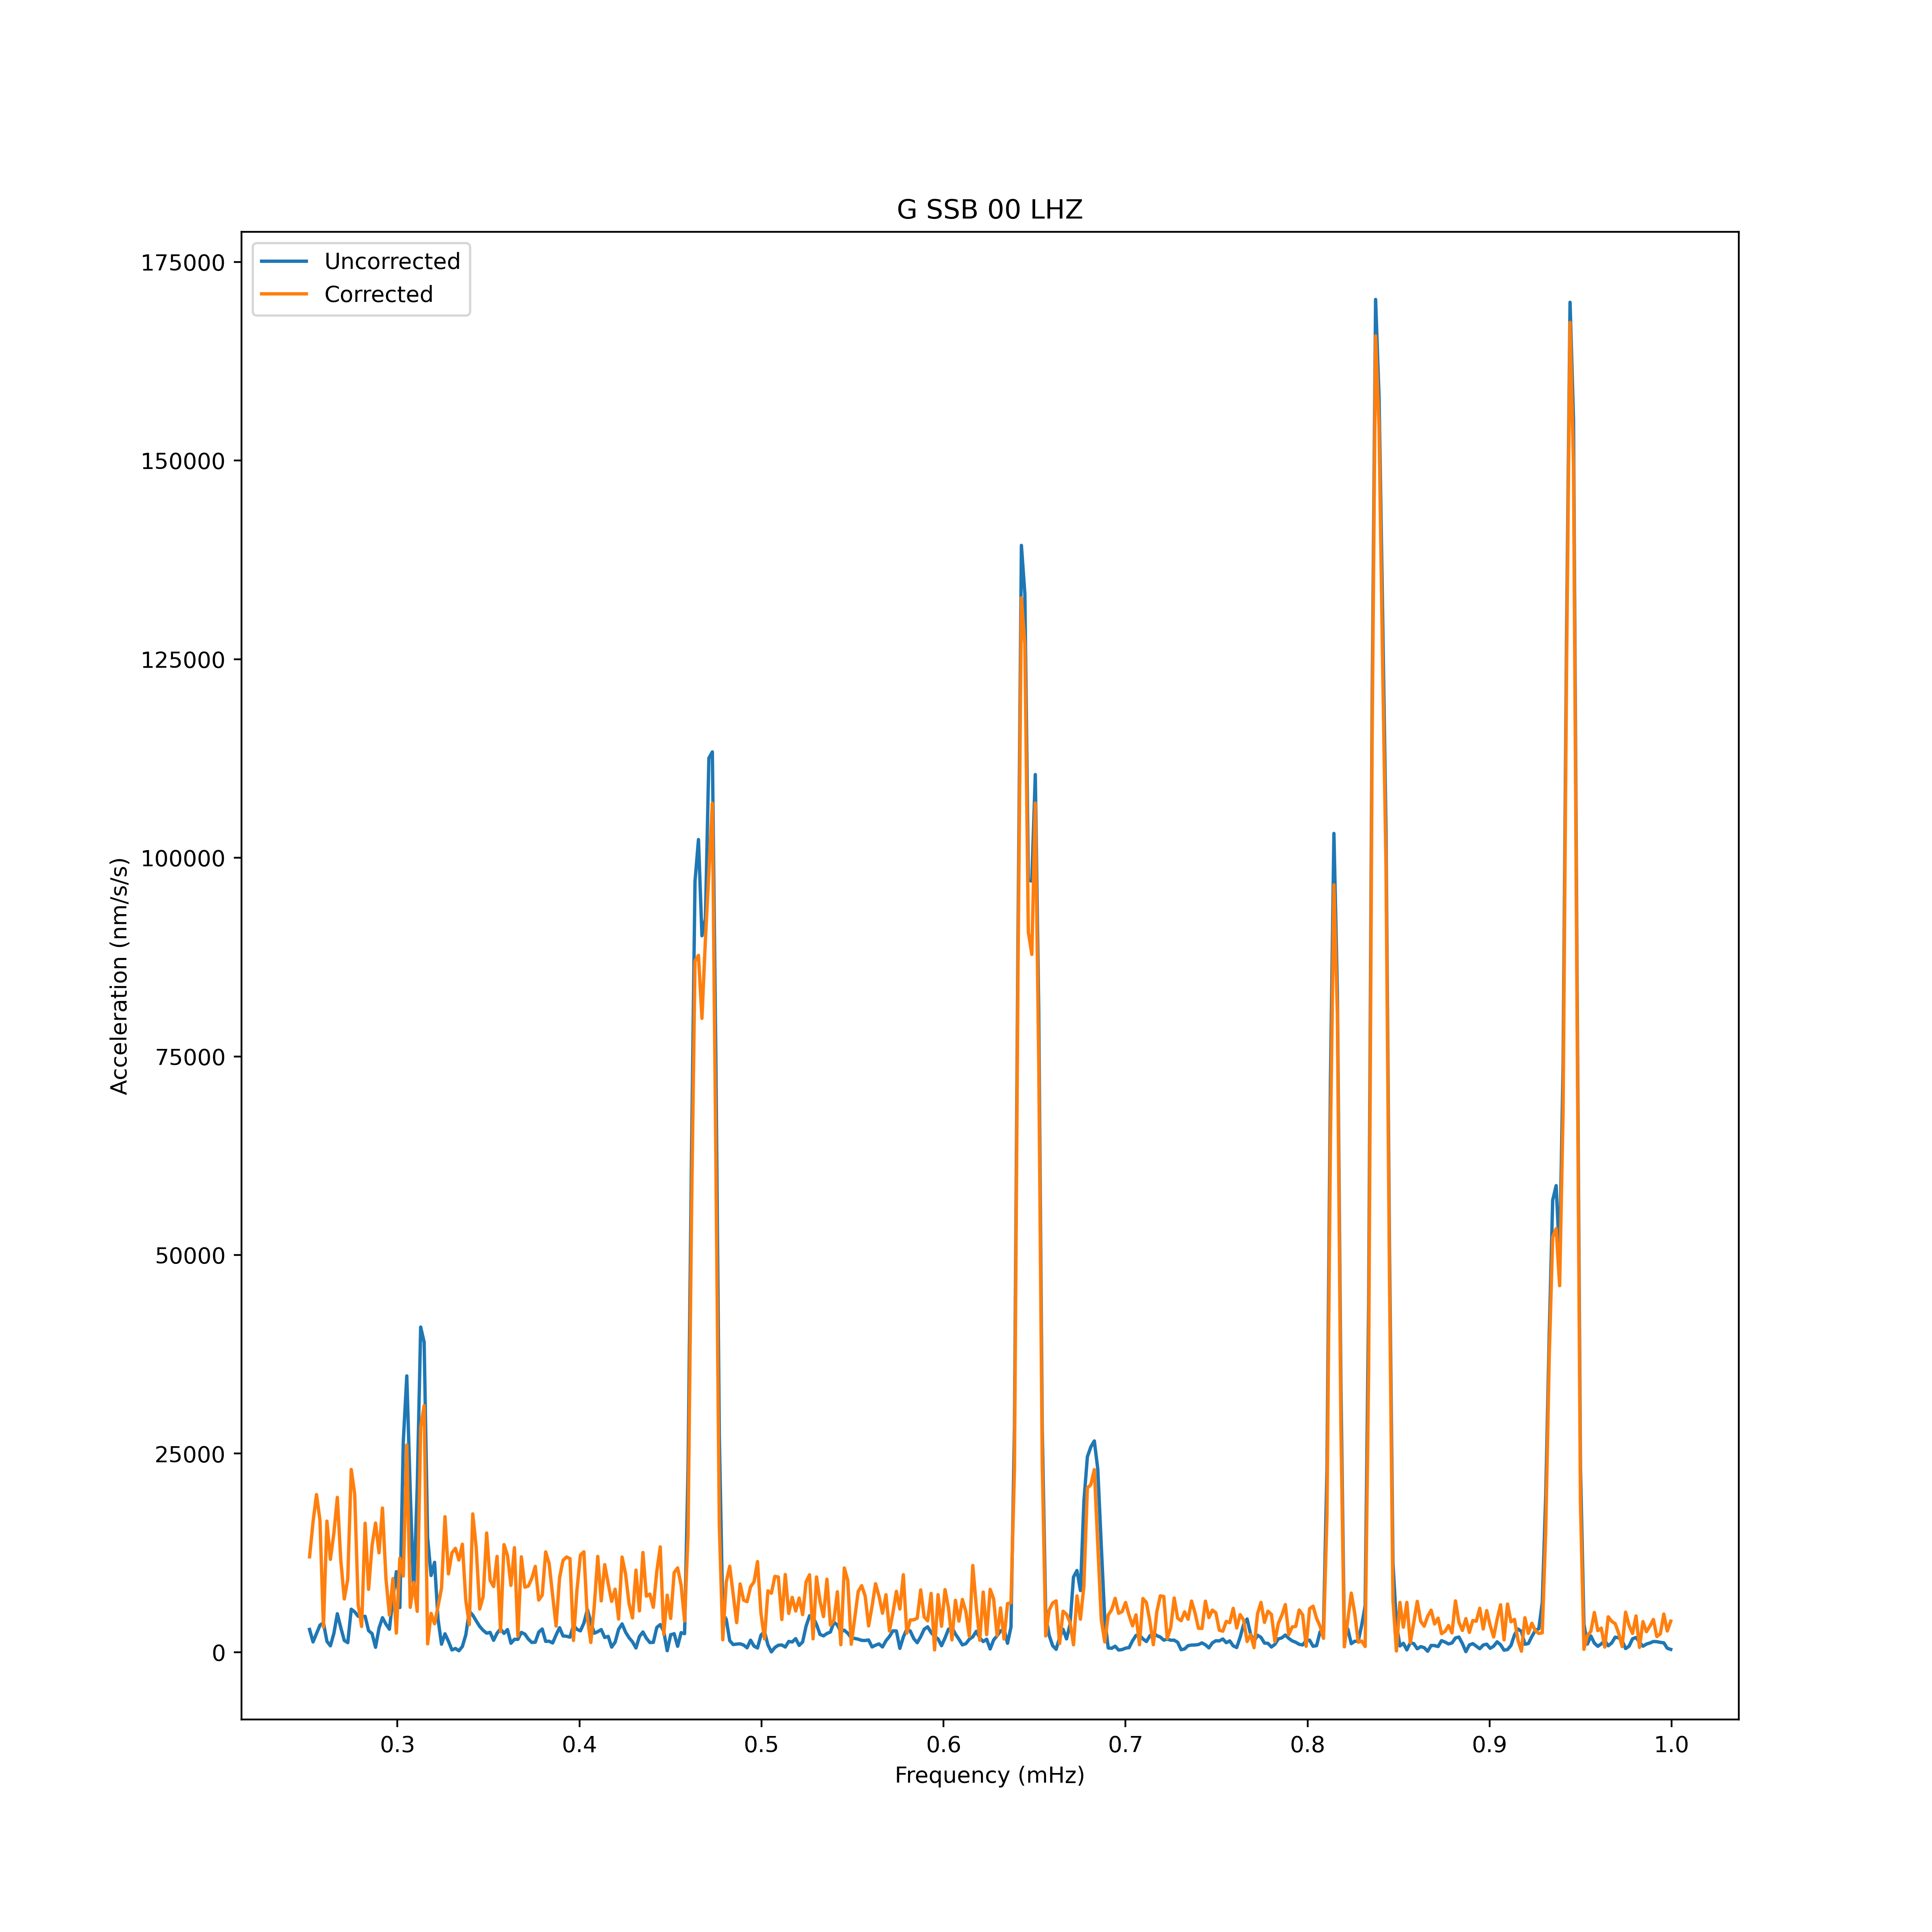 G SSB 00 LHZ
Uncorrected
Corrected
175000
150000
125000
100000
75000
50000
25000
0
Acceleration (nm/s/s)
0.3 0.4 0.5 0.6 0.7 0.8 0.9 1.0
Frequency (mHz)